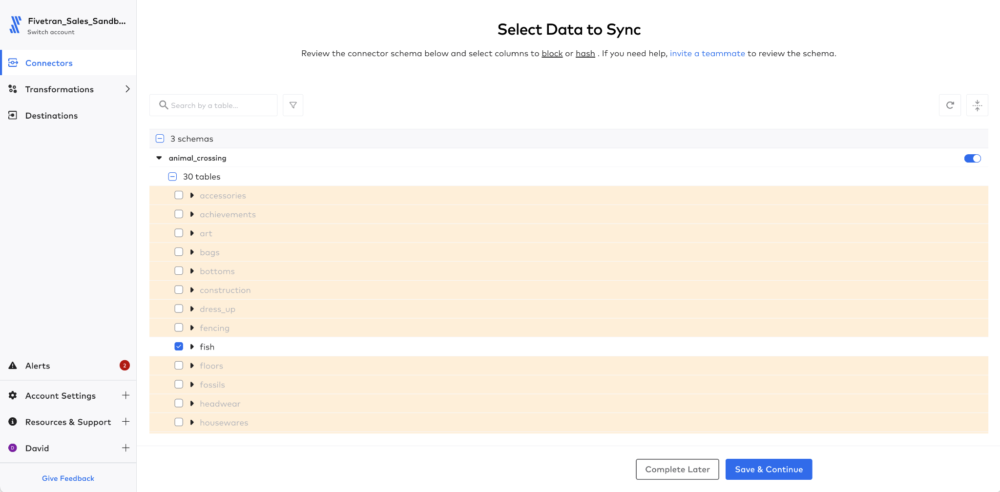 Fivetran_Sales_Sandb...
Switch account
Connectors
Transformations
Destinations
Alerts
2
Account Settings
Resources & Support
D
David
Give Feedback
Select Data to Sync
Review the connector schema below and select columns to block or hash . If you need help, invite a teammate to review the schema.
Search by a table...
3 schemas
animal_crossing
30 tables
accessories
achievements
art
bags
bottoms
construction
dress_up
fencing
fish
floors
fossils
headwear
housewares
Complete Later
Save & Continue